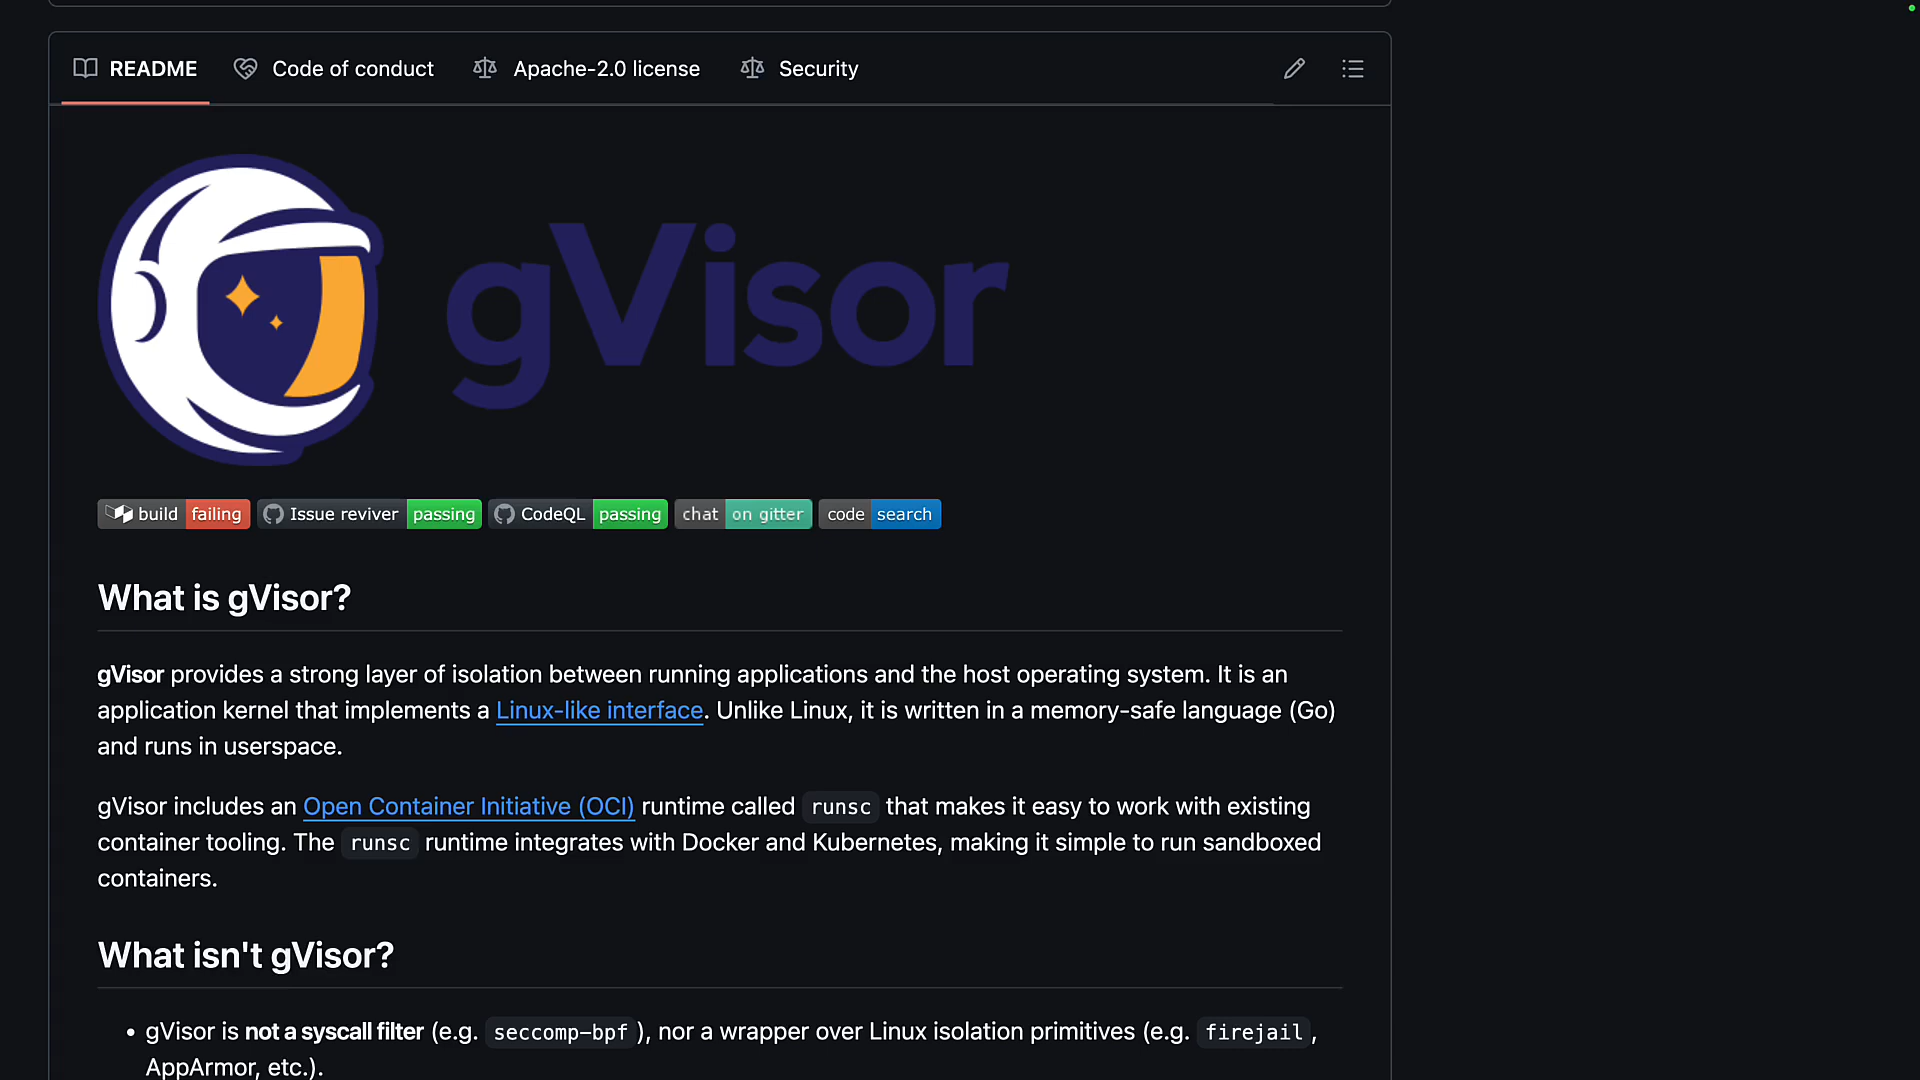 README Code of conduct Apache-2.0 license Security
gVisor
build failing Issue reviver passing CodeQL passing chat on gitter code search
What is gVisor?
gVisor provides a strong layer of isolation between running applications and the host operating system. It is an
application kernel that implements a Linux-like interface. Unlike Linux, it is written in a memory-safe language (Go)
and runs in userspace.
gVisor includes an Open Container Initiative (OCI) runtime called runsc that makes it easy to work with existing
container tooling. The runsc runtime integrates with Docker and Kubernetes, making it simple to run sandboxed
containers.
What isn't gVisor?
• gVisor is not a syscall filter (e.g. seccomp-bpf), nor a wrapper over Linux isolation primitives (e.g. firejail,
AppArmor, etc.).